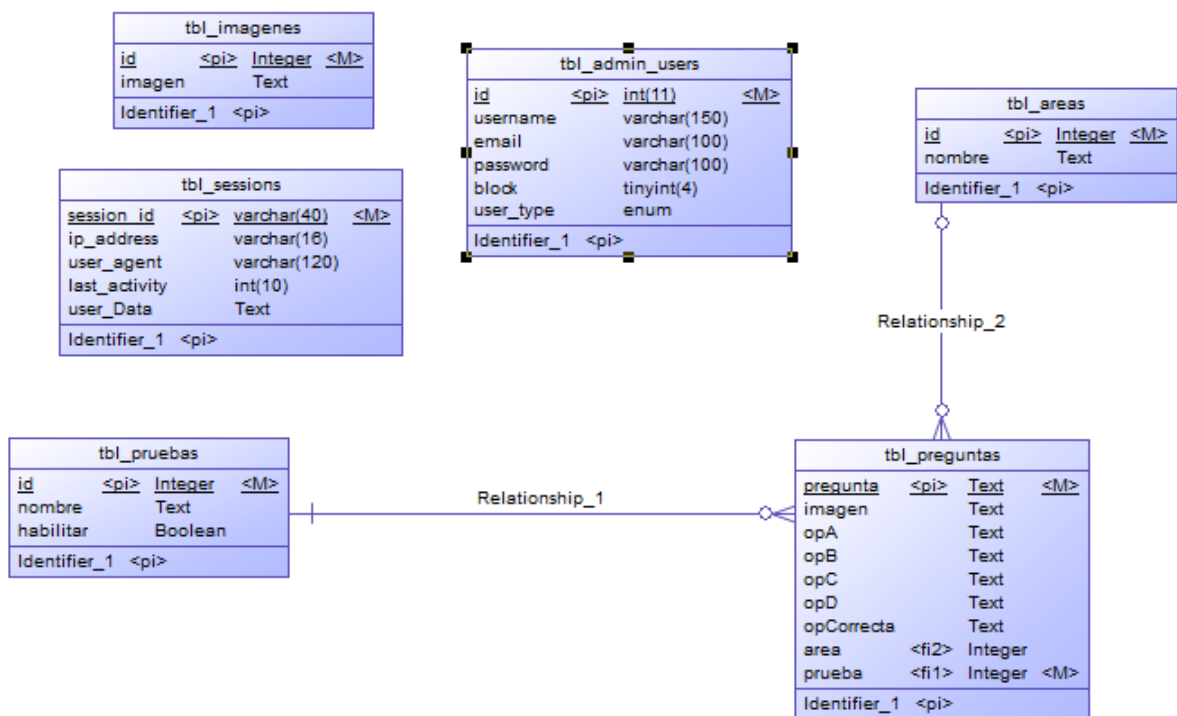 tbl_imagenes
id <pi> Integer <M>
imagen Text
Identifier_1 <pi>
tbl_admin_users
id <pi> int(11) <M>
username varchar(150)
email varchar(100)
password varchar(100)
block tinyint(4)
user_type enum
Identifier_1 <pi>
tbl_areas
id <pi> Integer <M>
nombre Text
Identifier_1 <pi>
tbl_sessions
session_id <pi> varchar(40) <M>
ip_address varchar(16)
user_agent varchar(120)
last_activity int(10)
user_Data Text
Identifier_1 <pi>
Relationship_2
tbl_pruebas
id <pi> Integer <M>
nombre Text
habilitar Boolean
Identifier_1 <pi>
Relationship_1
tbl_preguntas
pregunta <pi> Text <M>
imagen Text
opA Text
opB Text
opC Text
opD Text
opCorrecta Text
area <fi2> Integer
prueba <fi1> Integer <M>
Identifier_1 <pi>